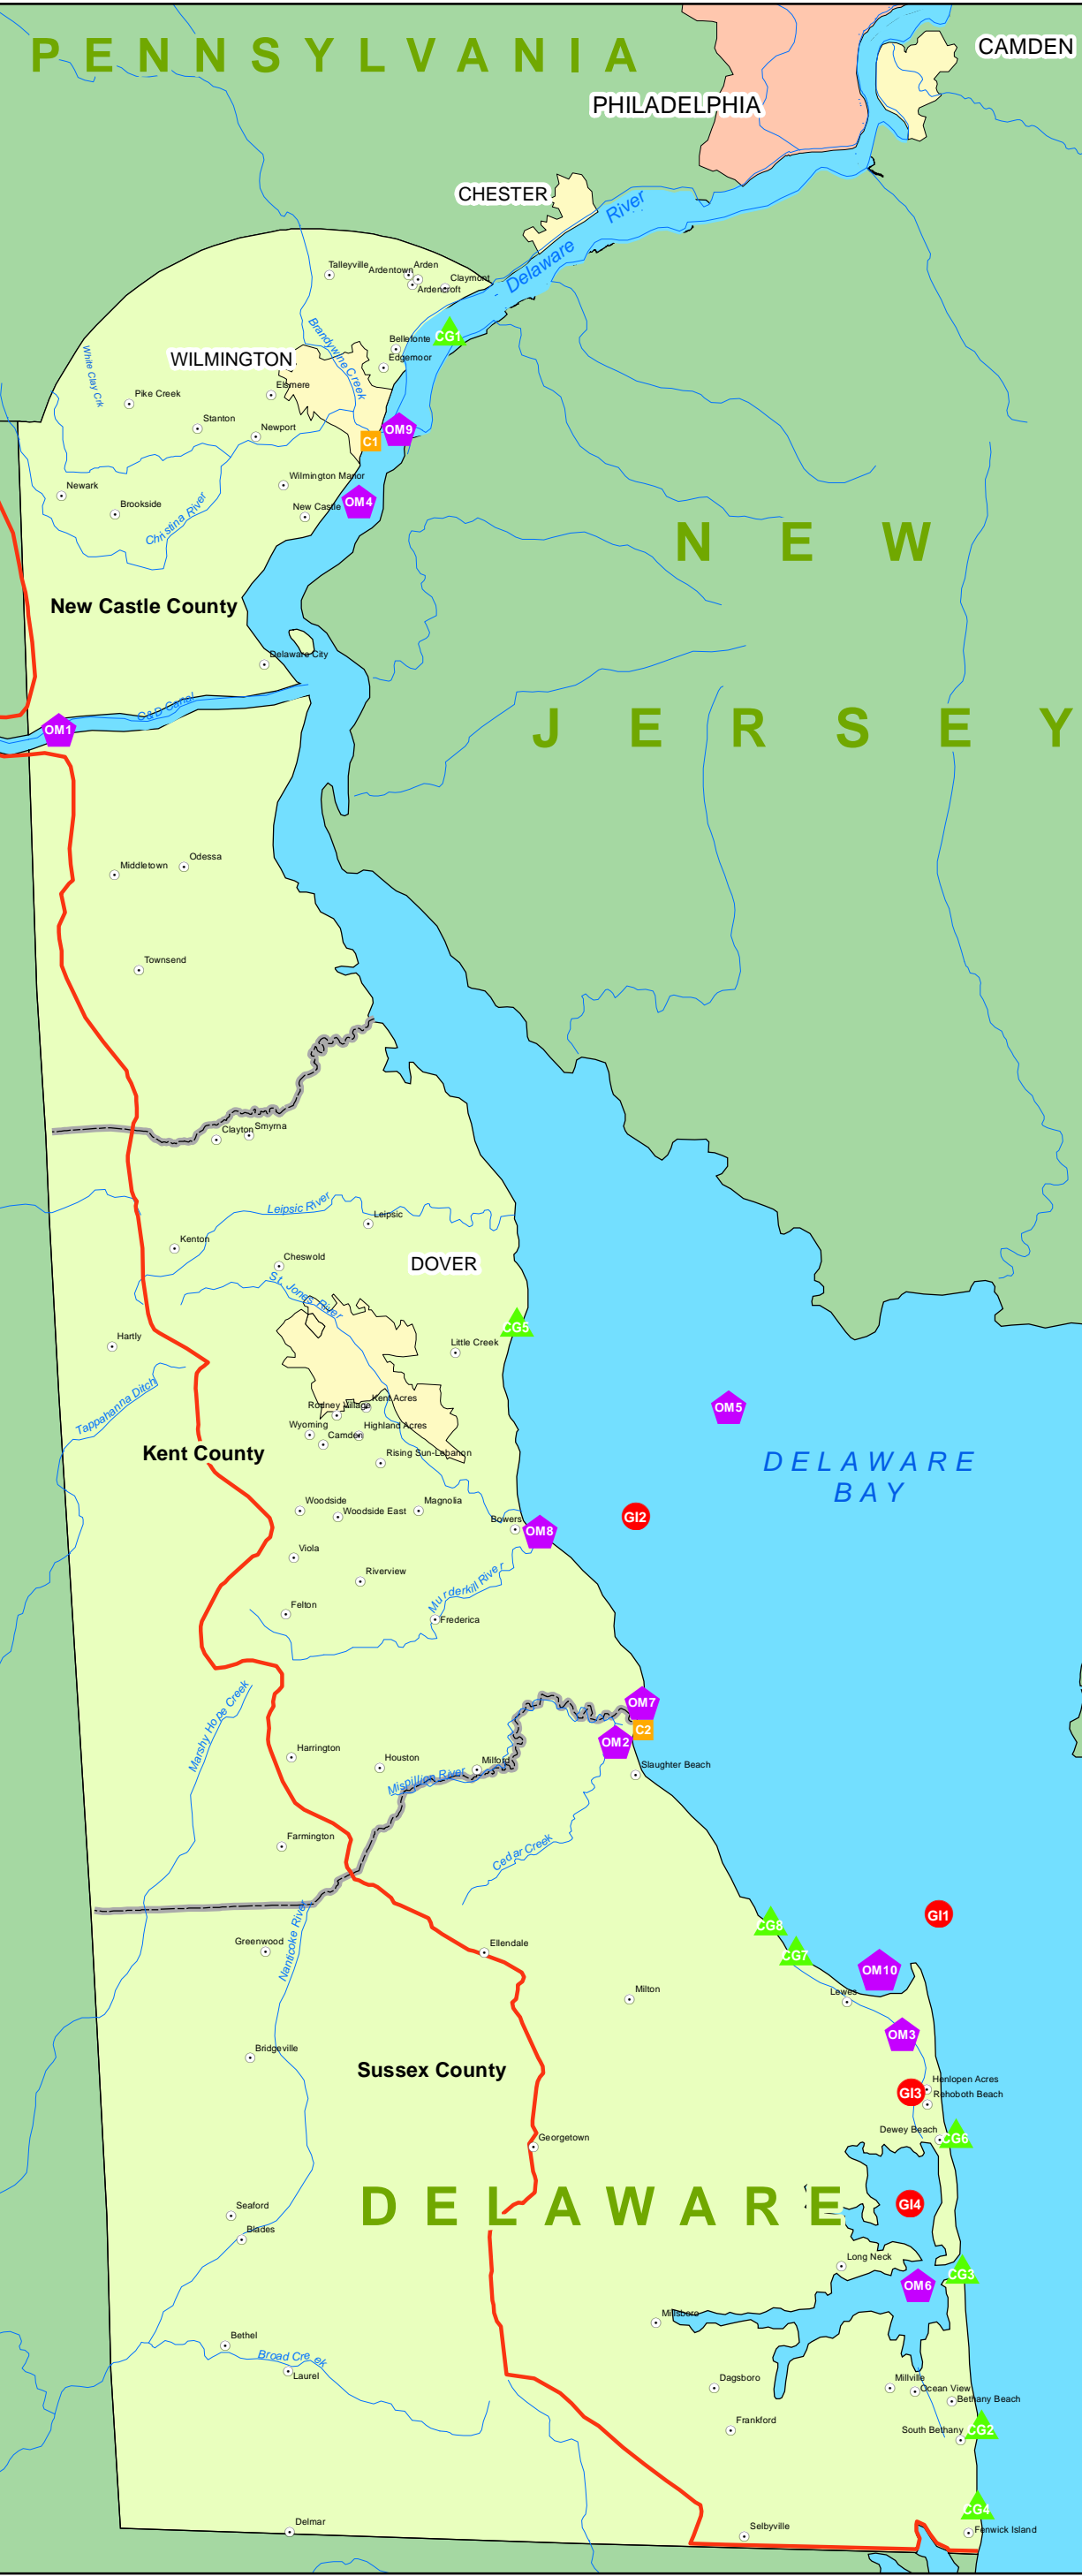 PENNSYLVANIA
CAMDEN
PHILADELPHIA
CHESTER
Delaware River
Talleyville
Ardentown
Arden
Claymont
Ardencroft
CG1
Brandywine Creek
Bellefonte
Edgemoor
WILMINGTON
White Clay Crk
Elsmere
Pike Creek
Stanton
Newport
OM9
C1
Wilmington Manor
Newark
Brookside
New Castle
OM4
Christina River
NEW
New Castle County
Delaware City
C&D Canal
JERSEY
OM1
Odessa
Middletown
Townsend
Clayton
Smyrna
Leipsic River
Leipsic
Kenton
Cheswold
DOVER
St. Jones River
CG5
Hartly
Little Creek
Tappahanna Ditch
Kent Acres
Rodney Village
OM5
Wyoming
Camden
Highland Acres
Kent County
Rising Sun-Lebanon
DELAWARE
BAY
Woodside
Woodside East
Magnolia
Bowers
OM8
GI2
Viola
Riverview
Murderkill River
Felton
Frederica
Marshy Hope Creek
OM7
C2
OM2
Harrington
Houston
Milford
Slaughter Beach
Mispillion River
Farmington
Cedar Creek
Nanticoke River
GI1
CG8
CG7
Greenwood
Ellendale
OM10
Milton
Lewes
OM3
Bridgeville
Sussex County
Henlopen Acres
GI3
Rehoboth Beach
Dewey Beach
CG6
Georgetown
DELAWARE
GI4
Seaford
Blades
Long Neck
CG3
OM6
Millsboro
Bethel
Broad Creek
Laurel
Dagsboro
Millville
Ocean View
Bethany Beach
Frankford
South Bethany
CG2
CG4
Delmar
Selbyville
Fenwick Island